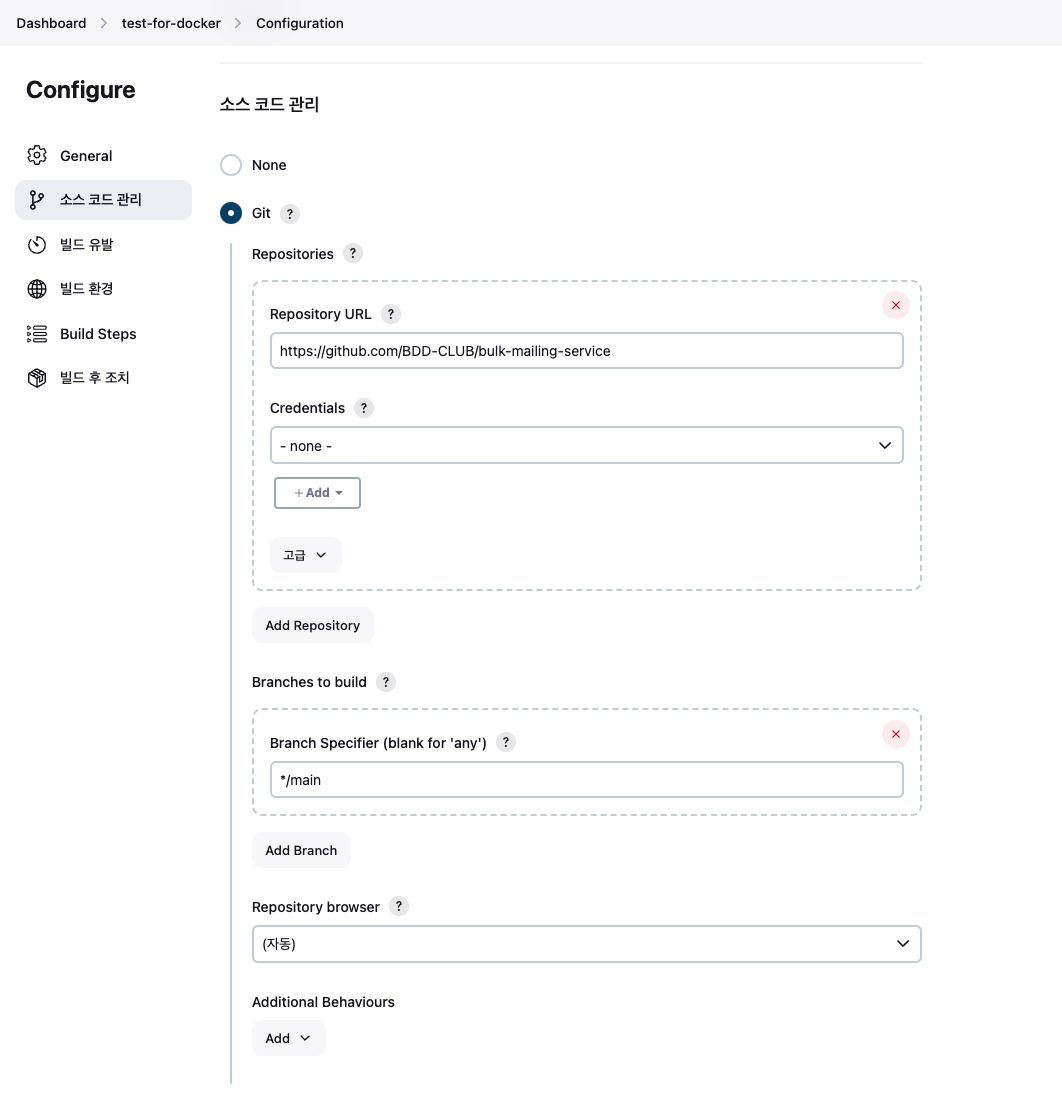 Dashboard > test-for-docker > Configuration
Configure
General
소스 코드 관리
빌드 유발
빌드 환경
Build Steps
빌드 후 조치
소스 코드 관리
None
Git ?
Repositories ?
Repository URL ?
https://github.com/BDD-CLUB/bulk-mailing-service
Credentials ?
- none -
+ Add
고급
Add Repository
Branches to build ?
Branch Specifier (blank for 'any') ?
*/main
Add Branch
Repository browser ?
(자동)
Additional Behaviours
Add